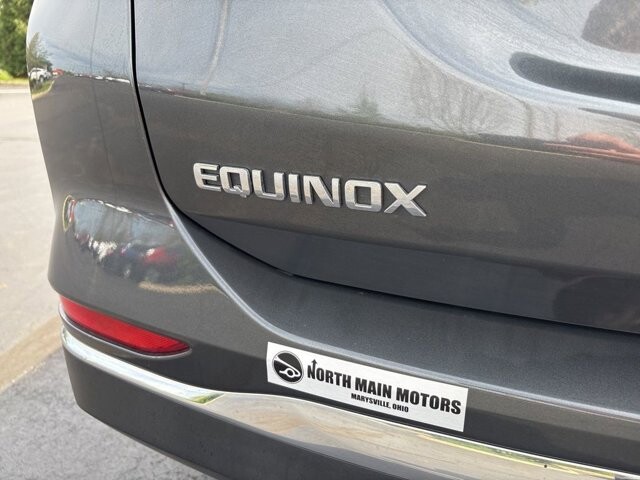 EQUINOX
NORTH MAIN MOTORS
MARYSVILLE, OHIO